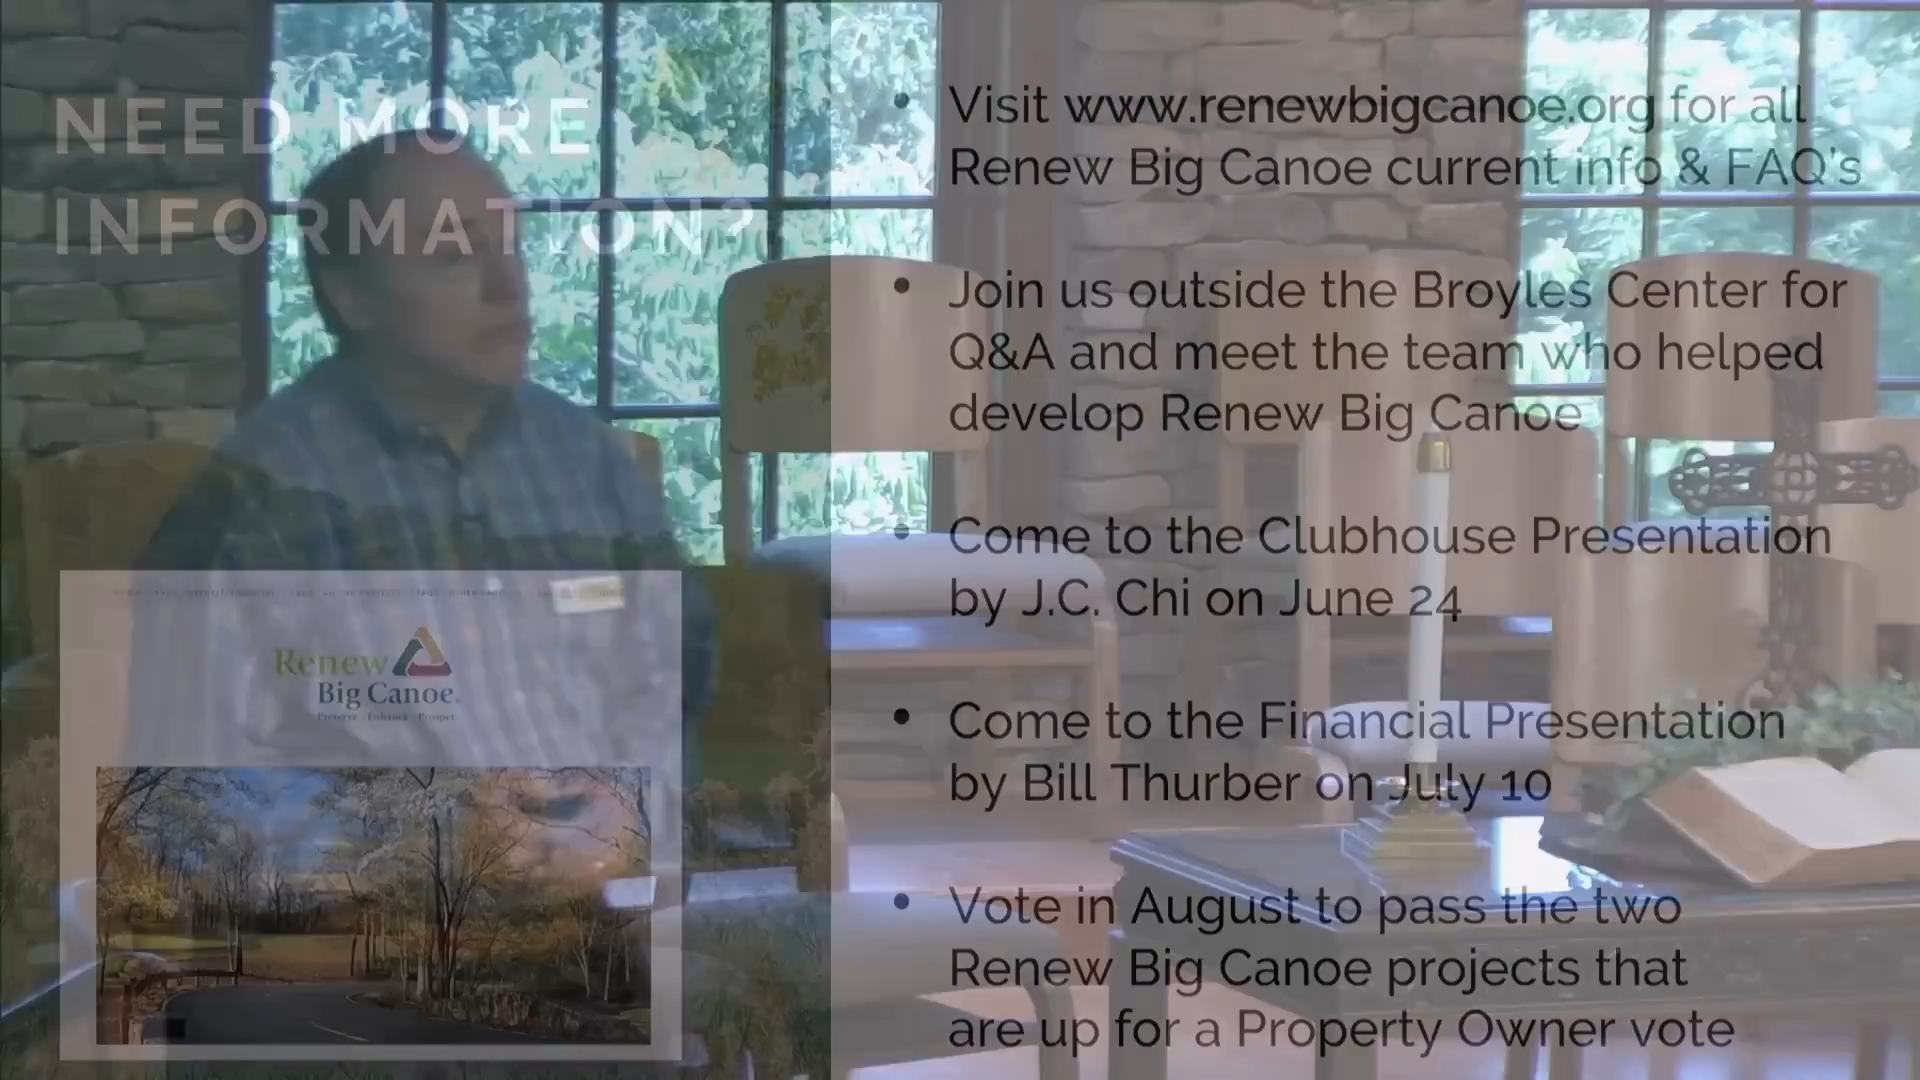 NEED MORE
INFORMATION?
Renew
Big Canoe
Preserve · Enhance · Prosper
• Visit www.renewbigcanoe.org for all
Renew Big Canoe current info & FAQ's
• Join us outside the Broyles Center for
Q&A and meet the team who helped
develop Renew Big Canoe
• Come to the Clubhouse Presentation
by J.C. Chi on June 24
• Come to the Financial Presentation
by Bill Thurber on July 10
• Vote in August to pass the two
Renew Big Canoe projects that
are up for a Property Owner vote